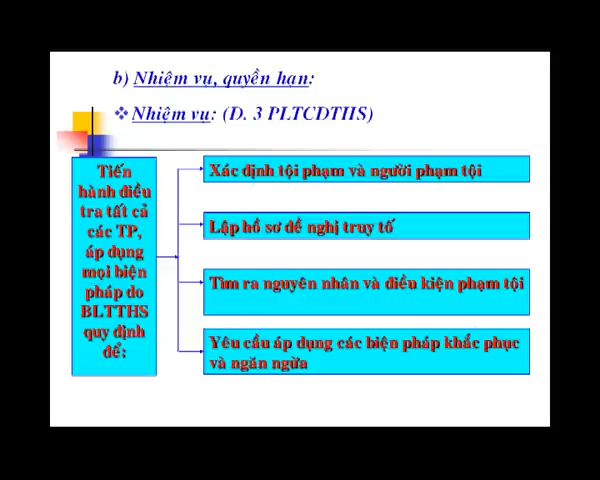 b) Nhiệm vụ, quyền hạn:
❖ Nhiệm vụ: (Đ. 3 PLTCĐTHS)
Tiến
hành điều
tra tất cả
các TP,
áp dụng
mọi biện
pháp do
BLTTHS
quy định
để:
Xác định tội phạm và người phạm tội
Lập hồ sơ đề nghị truy tố
Tìm ra nguyên nhân và điều kiện phạm tội
Yêu cầu áp dụng các biện pháp khắc phục
và ngăn ngừa